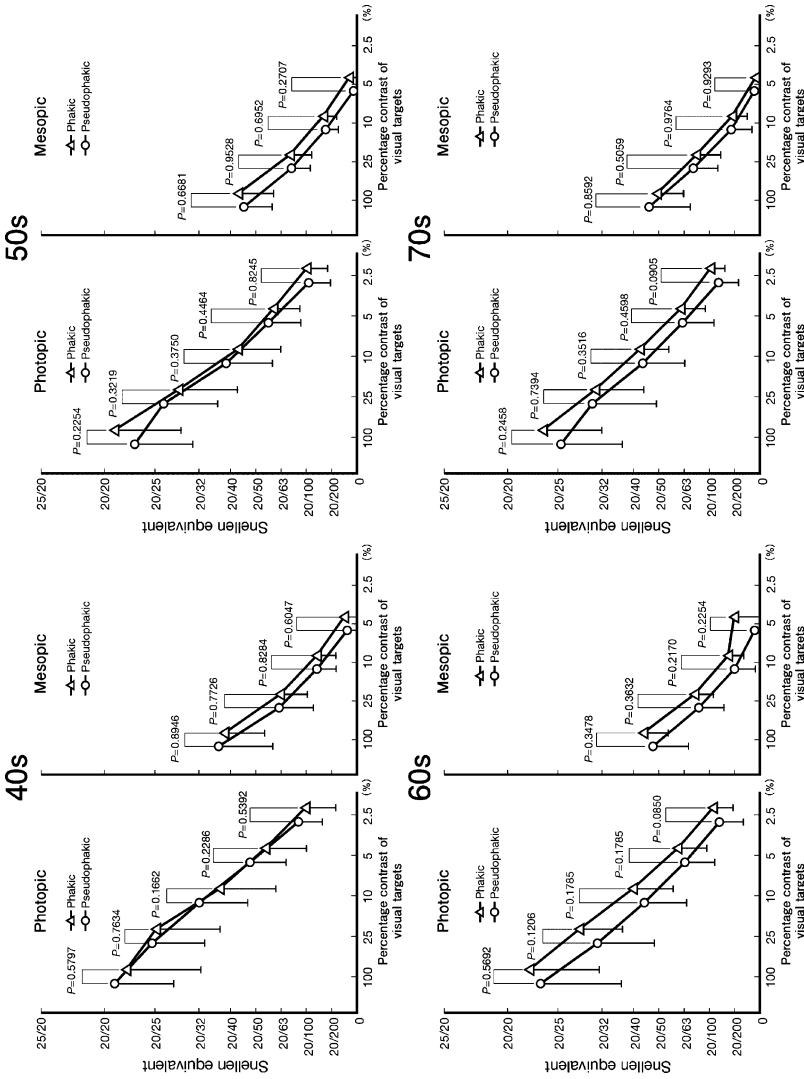 40s
Photopic
Phakic
Pseudophakic
25/20
20/20
20/25
20/32
20/40
20/50
20/63
20/100
20/200
0
Snellen equivalent
P=0.5797
P=0.7634
P=0.1662
P=0.2286
P=0.5392
100 25 10 5 2.5 (%)
Percentage contrast of
visual targets
Mesopic
Phakic
Pseudophakic
P=0.8946
P=0.7726
P=0.8284
P=0.6047
100 25 10 5 2.5 (%)
Percentage contrast of
visual targets
50s
Photopic
Phakic
Pseudophakic
25/20
20/20
20/25
20/32
20/40
20/50
20/63
20/100
20/200
0
Snellen equivalent
P=0.2254
P=0.3219
P=0.3750
P=0.4464
P=0.8245
100 25 10 5 2.5 (%)
Percentage contrast of
visual targets
Mesopic
Phakic
Pseudophakic
P=0.6681
P=0.9528
P=0.6952
P=0.2707
100 25 10 5 2.5 (%)
Percentage contrast of
visual targets
60s
Photopic
Phakic
Pseudophakic
25/20
20/20
20/25
20/32
20/40
20/50
20/63
20/100
20/200
0
Snellen equivalent
P=0.5692
P=0.1206
P=0.1785
P=0.1785
P=0.0850
100 25 10 5 2.5 (%)
Percentage contrast of
visual targets
Mesopic
Phakic
Pseudophakic
P=0.3478
P=0.3632
P=0.2170
P=0.2254
100 25 10 5 2.5 (%)
Percentage contrast of
visual targets
70s
Photopic
Phakic
Pseudophakic
25/20
20/20
20/25
20/32
20/40
20/50
20/63
20/100
20/200
0
Snellen equivalent
P=0.2458
P=0.7394
P=0.3516
P=0.4598
P=0.0905
100 25 10 5 2.5 (%)
Percentage contrast of
visual targets
Mesopic
Phakic
Pseudophakic
P=0.8592
P=0.5059
P=0.9764
P=0.9293
100 25 10 5 2.5 (%)
Percentage contrast of
visual targets